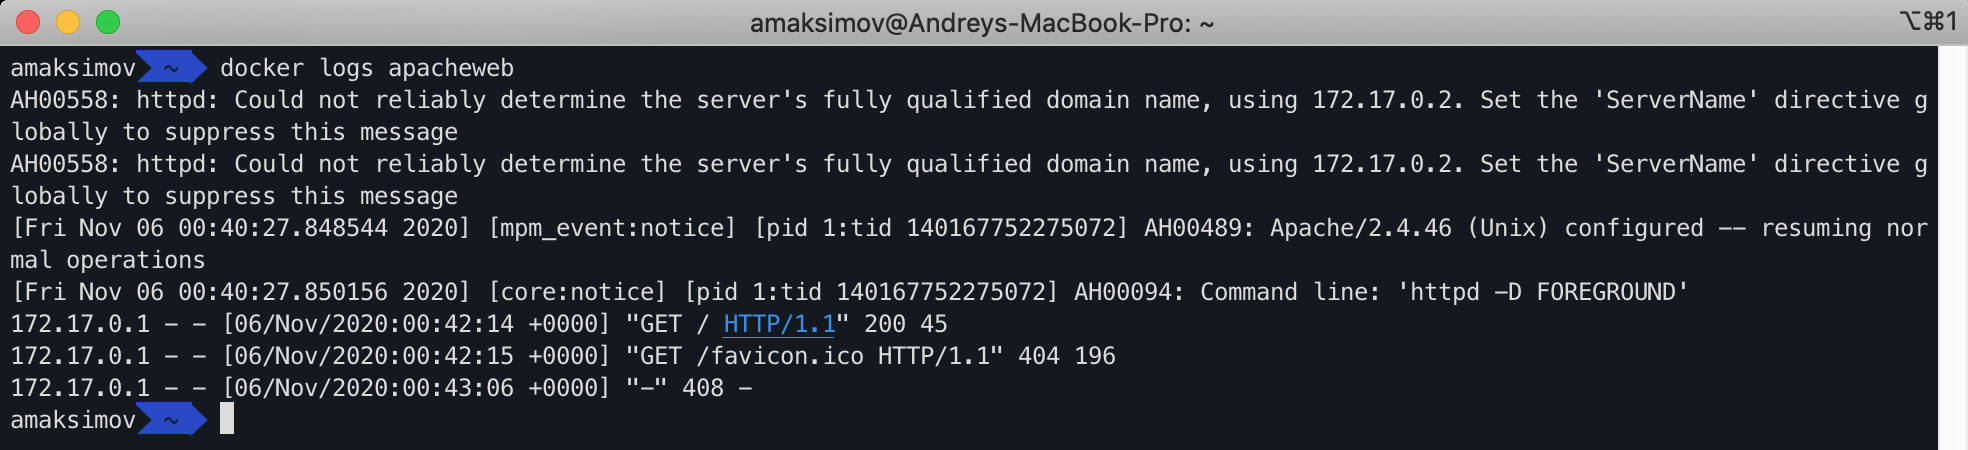 amaksimov@Andreys-MacBook-Pro: ~
⌥⌘1
amaksimov ~ docker logs apacheweb
AH00558: httpd: Could not reliably determine the server's fully qualified domain name, using 172.17.0.2. Set the 'ServerName' directive g
lobally to suppress this message
AH00558: httpd: Could not reliably determine the server's fully qualified domain name, using 172.17.0.2. Set the 'ServerName' directive g
lobally to suppress this message
[Fri Nov 06 00:40:27.848544 2020] [mpm_event:notice] [pid 1:tid 140167752275072] AH00489: Apache/2.4.46 (Unix) configured -- resuming nor
mal operations
[Fri Nov 06 00:40:27.850156 2020] [core:notice] [pid 1:tid 140167752275072] AH00094: Command line: 'httpd -D FOREGROUND'
172.17.0.1 - - [06/Nov/2020:00:42:14 +0000] "GET / HTTP/1.1" 200 45
172.17.0.1 - - [06/Nov/2020:00:42:15 +0000] "GET /favicon.ico HTTP/1.1" 404 196
172.17.0.1 - - [06/Nov/2020:00:43:06 +0000] "-" 408 -
amaksimov ~